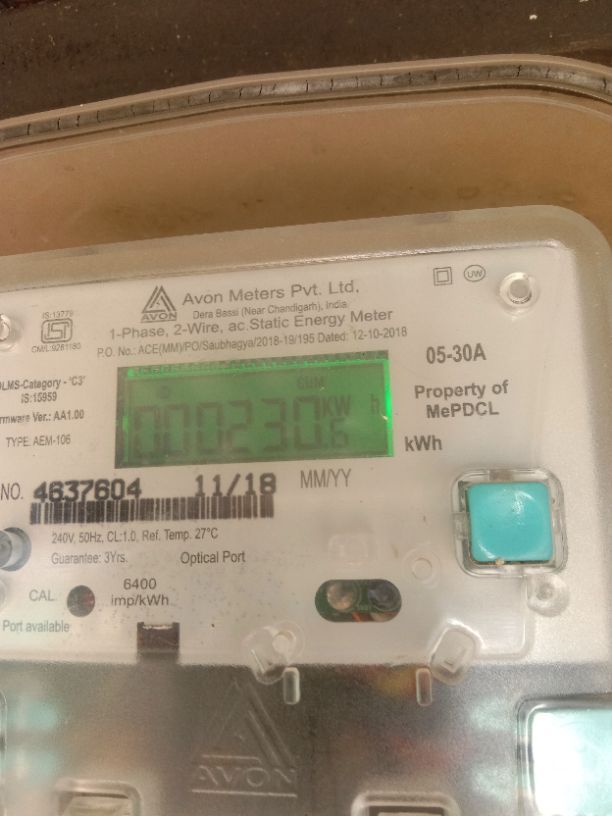 UW
Avon Meters Pvt. Ltd.
AVON
Dera Bassi (Near Chandigarh), India.
IS:13779
1-Phase, 2-Wire, ac.Static Energy Meter
CM/L:9261180
P.O. No.: ACE(MM)/PO/Saubhagya/2018-19/195 Dated: 12-10-2018
05-30A
DLMS-Catagory - 'C3'
IS:15959
Firmware Ver.: AA1.00
TYPE: AEM-106
CUM
000230.6 KW h
kWh
Property of
MePDCL
NO. 4637604 11/18 MM/YY
240V, 50Hz, CL:1.0, Ref. Temp. 27°C
Guarantee: 3Yrs. Optical Port
CAL. 6400
imp/kWh
Port available
AVON